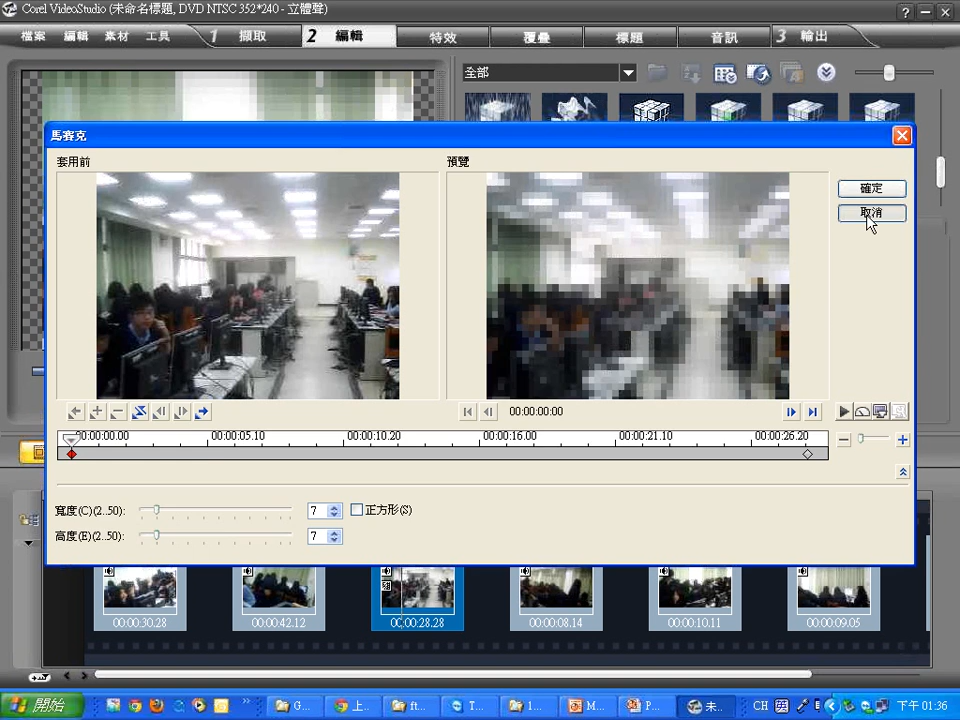 Corel VideoStudio (未命名標題, DVD NTSC 352*240 - 立體聲)
檔案 編輯 素材 工具 1 擷取 2 編輯 特效 覆疊 標題 音訊 3 輸出
全部
馬賽克
套用前 預覽
確定
取消
00:00:00:00
00:00:00.00 00:00:05.10 00:00:10.20 00:00:16.00 00:00:21.10 00:00:26.20
寬度(C)(2..50): 7 正方形(S)
高度(E)(2..50): 7
00:00:30.28 00:00:42.12 00:00:28.28 00:00:08.14 00:00:10.11 00:00:09.05
開始 G... 上... ft... T... 1... M... P... 未... CH 下午 01:36